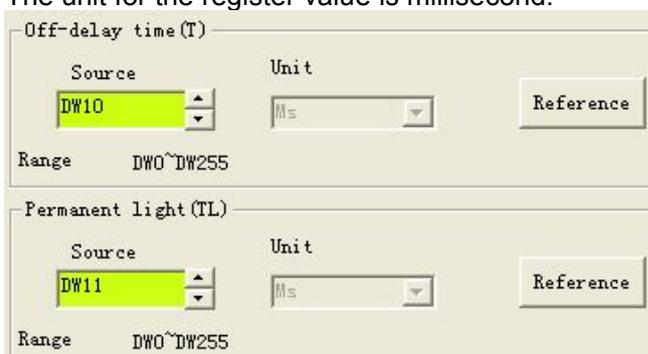 The unit for the register value is millisecond.
Off-delay time(T)
Source
Unit
DW10
Ms
Reference
Range DW0~DW255
Permanent light(TL)
Source
Unit
DW11
Ms
Reference
Range DW0~DW255